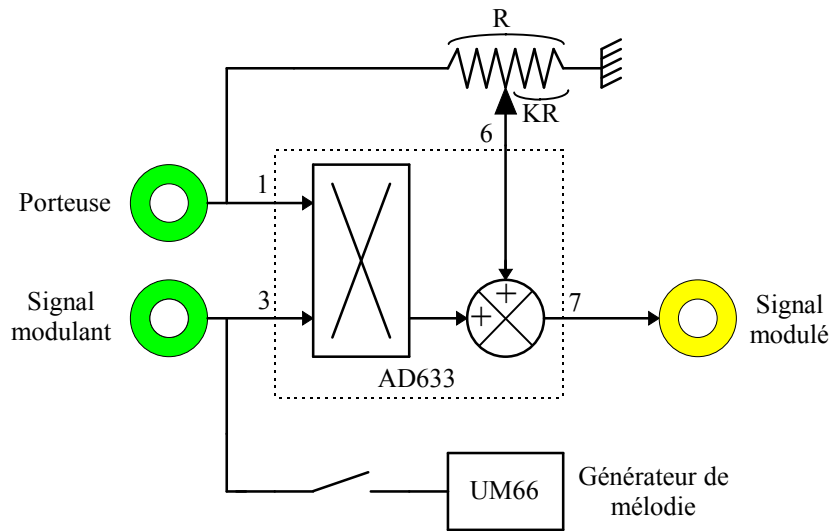 R
KR
6
Porteuse
1
Signal
modulant
3
+
+
7
Signal
modulé
AD633
UM66
Générateur de
mélodie